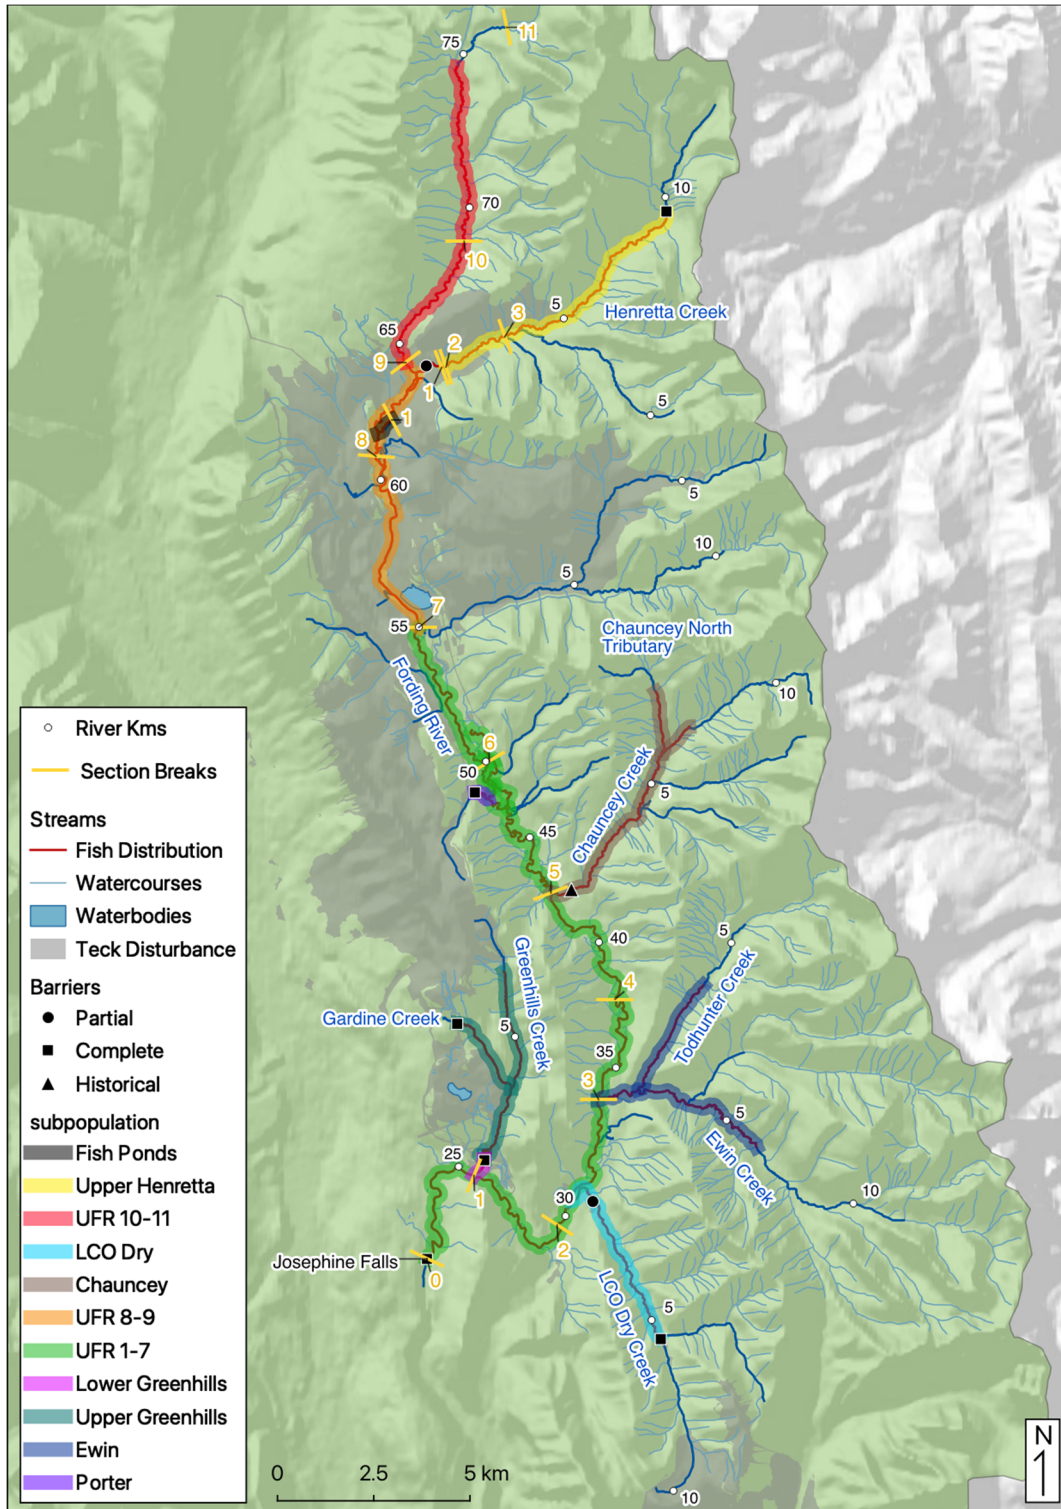 75
11
10
70
10
Henretta Creek
5
3
65
2
9
1
5
1
8
60
5
10
5
7
55
Chauncey North
Tributary
Fording River
10
6
50
Chauncey Creek
5
45
5
40
5
Greenhills Creek
4
Todhunter Creek
Gardine Creek
5
35
3
5
Ewin Creek
25
1
10
30
2
Josephine Falls
0
LCO Dry Creek
5
10
River Kms
Section Breaks
Streams
Fish Distribution
Watercourses
Waterbodies
Teck Disturbance
Barriers
Partial
Complete
Historical
subpopulation
Fish Ponds
Upper Henretta
UFR 10-11
LCO Dry
Chauncey
UFR 8-9
UFR 1-7
Lower Greenhills
Upper Greenhills
Ewin
Porter
0 2.5 5 km
N